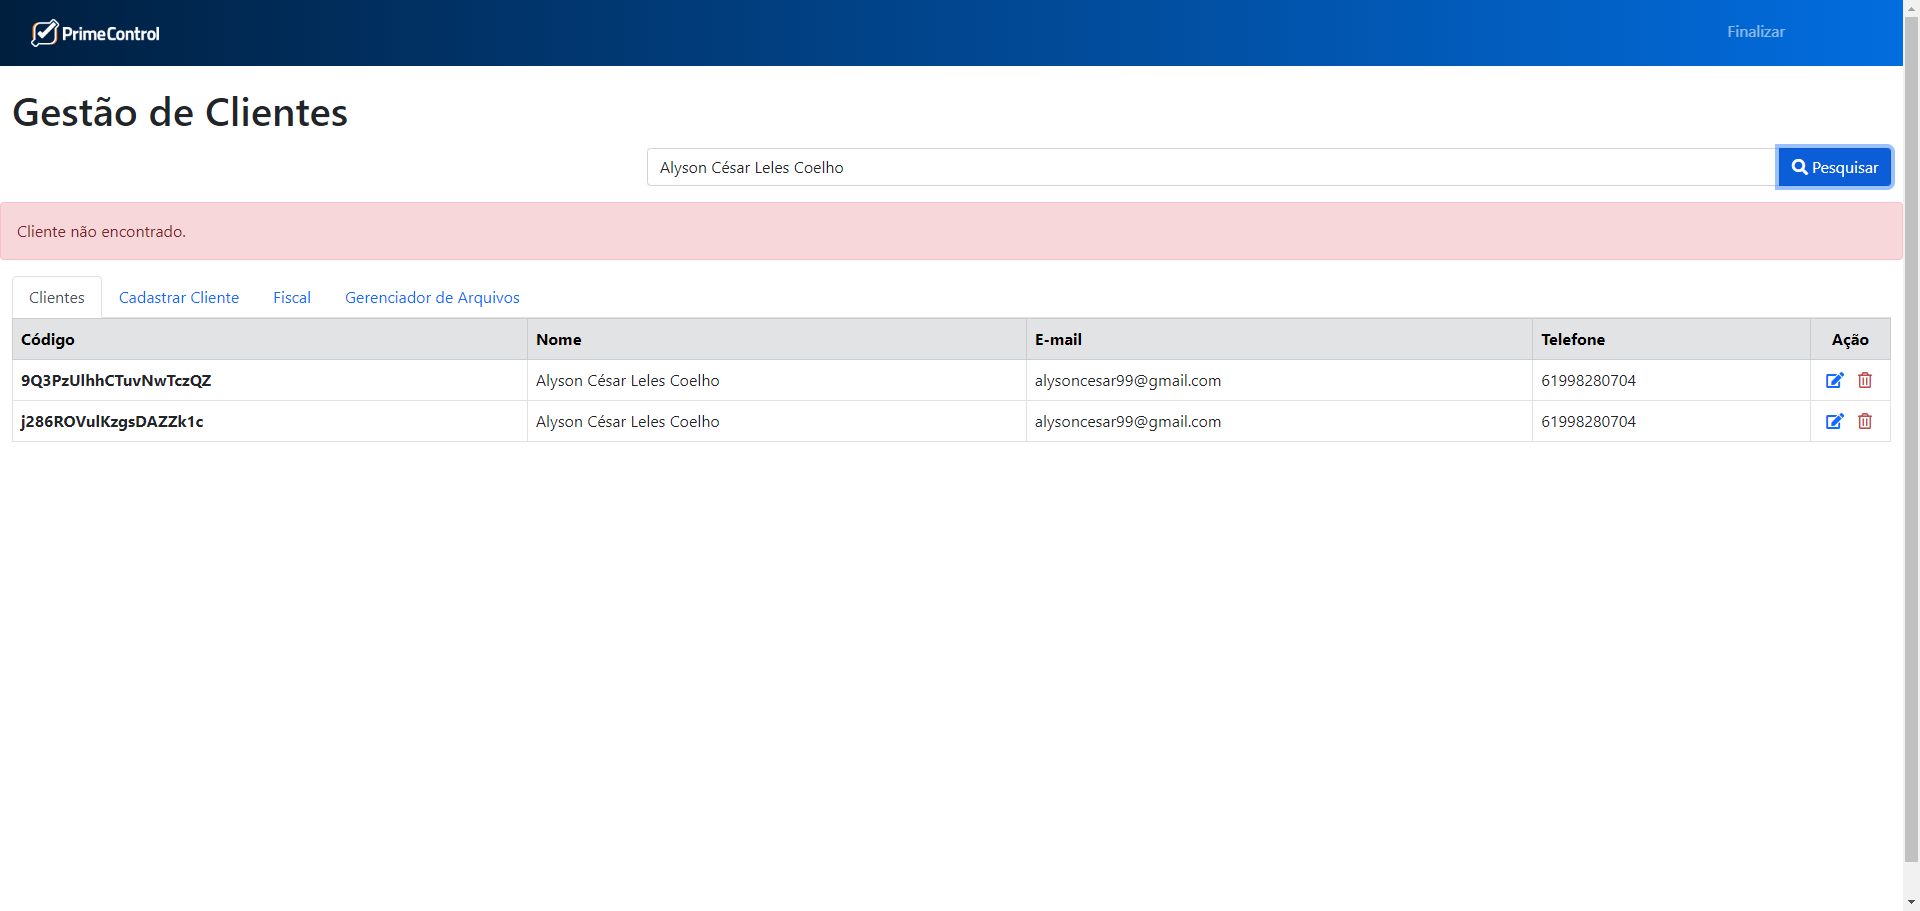 PrimeControl
Finalizar
Gestão de Clientes
Alyson César Leles Coelho
Pesquisar
Cliente não encontrado.
Clientes Cadastrar Cliente Fiscal Gerenciador de Arquivos
Código Nome E-mail Telefone Ação
9Q3PzUlhhCTuvNwTczQZ Alyson César Leles Coelho alysoncesar99@gmail.com 61998280704
j286ROVulKzgsDAZZk1c Alyson César Leles Coelho alysoncesar99@gmail.com 61998280704